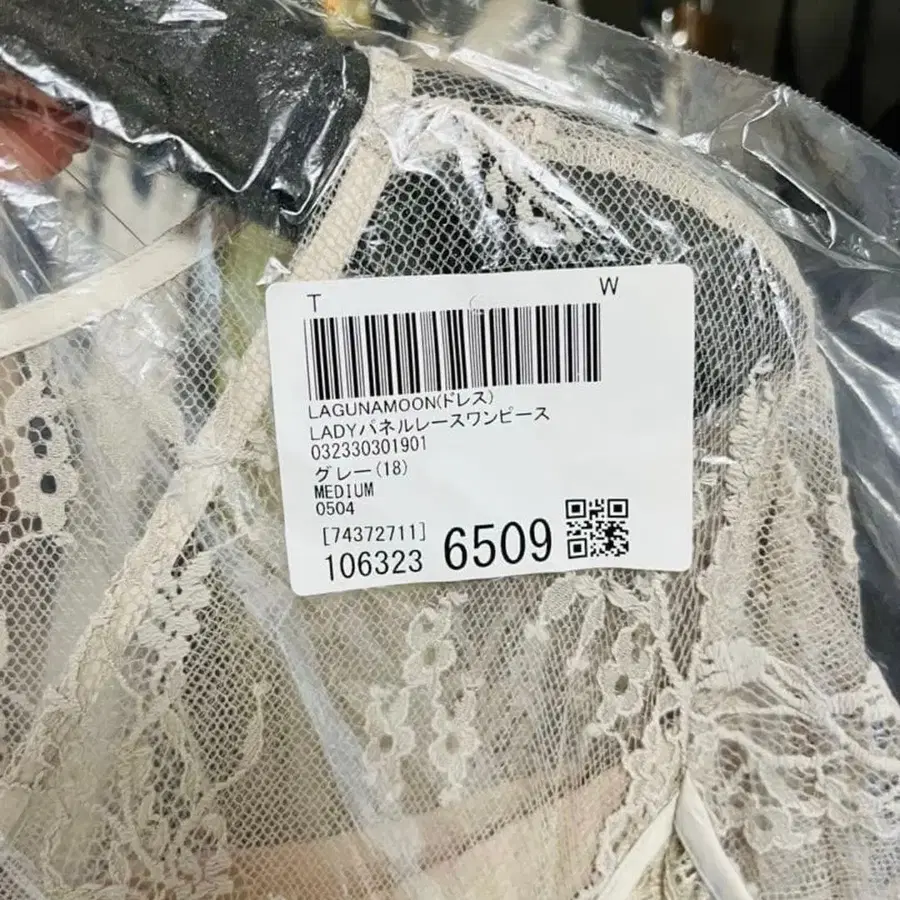 T W
LAGUNAMOON(ドレス)
LADYパネルレースワンピース
032330301901
グレー(18)
MEDIUM
0504
[74372711]
106323 6509